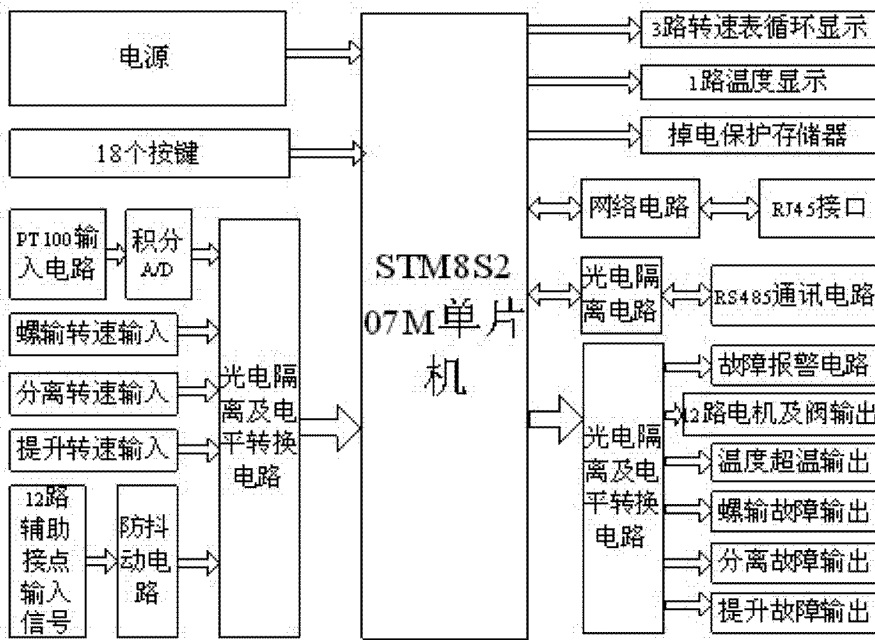 电源
18个按键
PT100输
入电路
积分
A/D
螺输转速输入
分离转速输入
提升转速输入
12路
辅助
接点
输入
信号
防抖
动电
路
光电隔
离及电
平转换
电路
STM8S2
07M单片
机
3路转速表循环显示
1路温度显示
掉电保护存储器
网络电路
RJ45接口
光电隔
离电路
RS485通讯电路
光电隔
离及电
平转换
电路
故障报警电路
12路电机及阀输出
温度超温输出
螺输故障输出
分离故障输出
提升故障输出